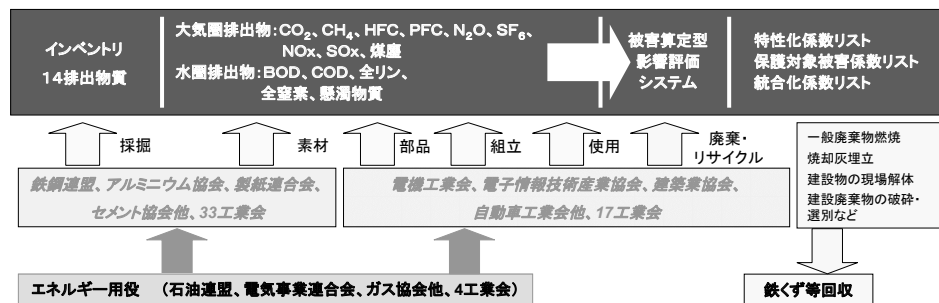 インベントリ
14排出物質
大気圏排出物:CO₂、CH₄、HFC、PFC、N₂O、SF₆、
NOx、SOx、煤塵
水圏排出物:BOD、COD、全リン、
全窒素、懸濁物質
被害算定型
影響評価
システム
特性化係数リスト
保護対象被害係数リスト
統合化係数リスト
採掘
素材
部品
組立
使用
廃棄・
リサイクル
鉄鋼連盟、アルミニウム協会、製紙連合会、
セメント協会他、33工業会
電機工業会、電子情報技術産業協会、建築業協会、
自動車工業会他、17工業会
一般廃棄物燃焼
焼却灰埋立
建設物の現場解体
建設廃棄物の破砕・
選別など
エネルギー用役 (石油連盟、電気事業連合会、ガス協会他、4工業会)
鉄くず等回収